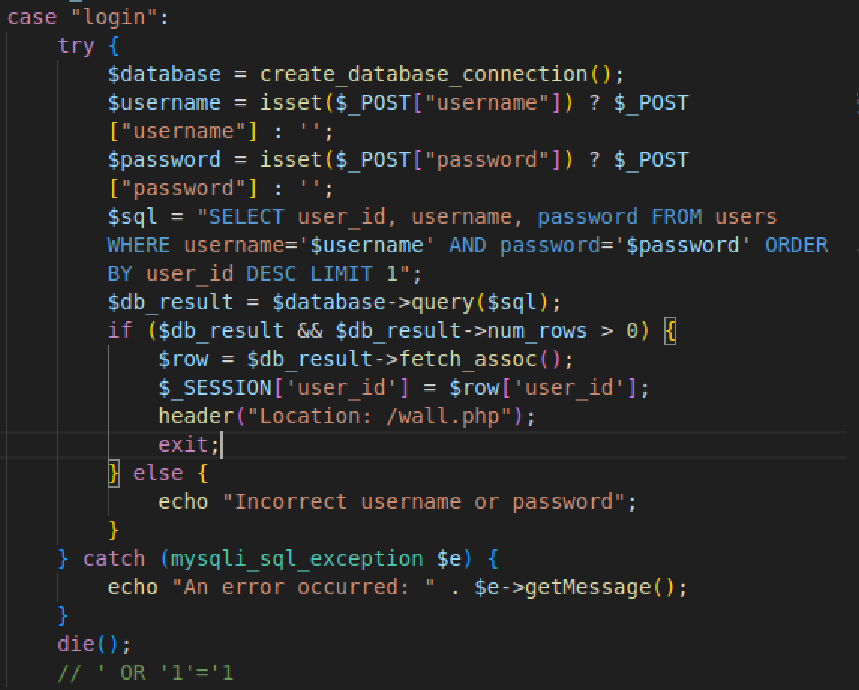 case "login":
try {
$database = create_database_connection();
$username = isset($_POST["username"]) ? $_POST
["username"] : '';
$password = isset($_POST["password"]) ? $_POST
["password"] : '';
$sql = "SELECT user_id, username, password FROM users
WHERE username='$username' AND password='$password' ORDER
BY user_id DESC LIMIT 1";
$db_result = $database->query($sql);
if ($db_result && $db_result->num_rows > 0) {
$row = $db_result->fetch_assoc();
$_SESSION['user_id'] = $row['user_id'];
header("Location: /wall.php");
exit;
} else {
echo "Incorrect username or password";
}
} catch (mysqli_sql_exception $e) {
echo "An error occurred: " . $e->getMessage();
}
die();
// ' OR '1'='1